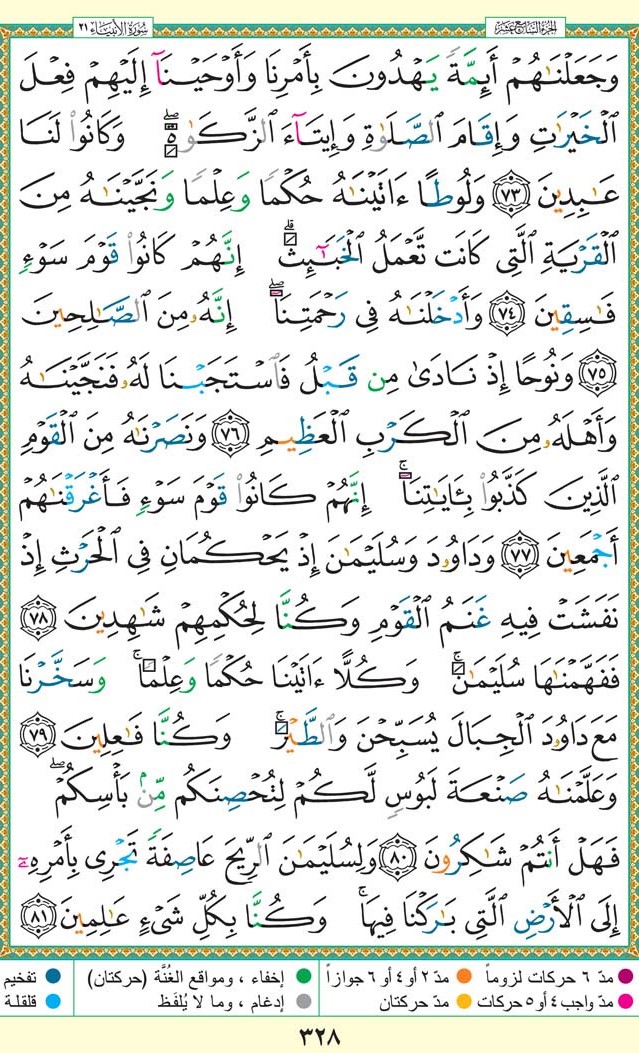 الجزء السابع عشر
سورة الأنبياء ٢١
وَجَعَلْنَٰهُمْ أَئِمَّةً يَهْدُونَ بِأَمْرِنَا وَأَوْحَيْنَآ إِلَيْهِمْ فِعْلَ
ٱلْخَيْرَٰتِ وَإِقَامَ ٱلصَّلَوٰةِ وَإِيتَآءَ ٱلزَّكَوٰةِ ۖ وَكَانُوا۟ لَنَا
عَٰبِدِينَ ٧٣ وَلُوطًا ءَاتَيْنَٰهُ حُكْمًا وَعِلْمًا وَنَجَّيْنَٰهُ مِنَ
ٱلْقَرْيَةِ ٱلَّتِى كَانَت تَّعْمَلُ ٱلْخَبَٰٓئِثَ ۗ إِنَّهُمْ كَانُوا۟ قَوْمَ سَوْءٍ
فَٰسِقِينَ ٧٤ وَأَدْخَلْنَٰهُ فِى رَحْمَتِنَآ ۖ إِنَّهُۥ مِنَ ٱلصَّٰلِحِينَ
٧٥ وَنُوحًا إِذْ نَادَىٰ مِن قَبْلُ فَٱسْتَجَبْنَا لَهُۥ فَنَجَّيْنَٰهُ
وَأَهْلَهُۥ مِنَ ٱلْكَرْبِ ٱلْعَظِيمِ ٧٦ وَنَصَرْنَٰهُ مِنَ ٱلْقَوْمِ
ٱلَّذِينَ كَذَّبُوا۟ بِـَٔايَٰتِنَآ ۚ إِنَّهُمْ كَانُوا۟ قَوْمَ سَوْءٍ فَأَغْرَقْنَٰهُمْ
أَجْمَعِينَ ٧٧ وَدَاوُۥدَ وَسُلَيْمَٰنَ إِذْ يَحْكُمَانِ فِى ٱلْحَرْثِ إِذْ
نَفَشَتْ فِيهِ غَنَمُ ٱلْقَوْمِ وَكُنَّا لِحُكْمِهِمْ شَٰهِدِينَ ٧٨
فَفَهَّمْنَٰهَا سُلَيْمَٰنَ ۚ وَكُلًّا ءَاتَيْنَا حُكْمًا وَعِلْمًا ۚ وَسَخَّرْنَا
مَعَ دَاوُۥدَ ٱلْجِبَالَ يُسَبِّحْنَ وَٱلطَّيْرَ ۚ وَكُنَّا فَٰعِلِينَ ٧٩
وَعَلَّمْنَٰهُ صَنْعَةَ لَبُوسٍ لَّكُمْ لِتُحْصِنَكُم مِّنۢ بَأْسِكُمْ ۖ
فَهَلْ أَنتُمْ شَٰكِرُونَ ٨٠ وَلِسُلَيْمَٰنَ ٱلرِّيحَ عَاصِفَةً تَجْرِى بِأَمْرِهِۦٓ
إِلَى ٱلْأَرْضِ ٱلَّتِى بَٰرَكْنَا فِيهَا ۚ وَكُنَّا بِكُلِّ شَىْءٍ عَٰلِمِينَ ٨١
مدّ ٦ حركات لزوماً مدّ ٢ أو ٤ أو ٦ جوازاً إخفاء ، ومواقع الغُنَّة (حركتان) تفخيم
مدّ واجب ٤ أو ٥ حركات مدّ حركتان إدغام ، وما لا يُلفَظ قلقلة
٣٢٨